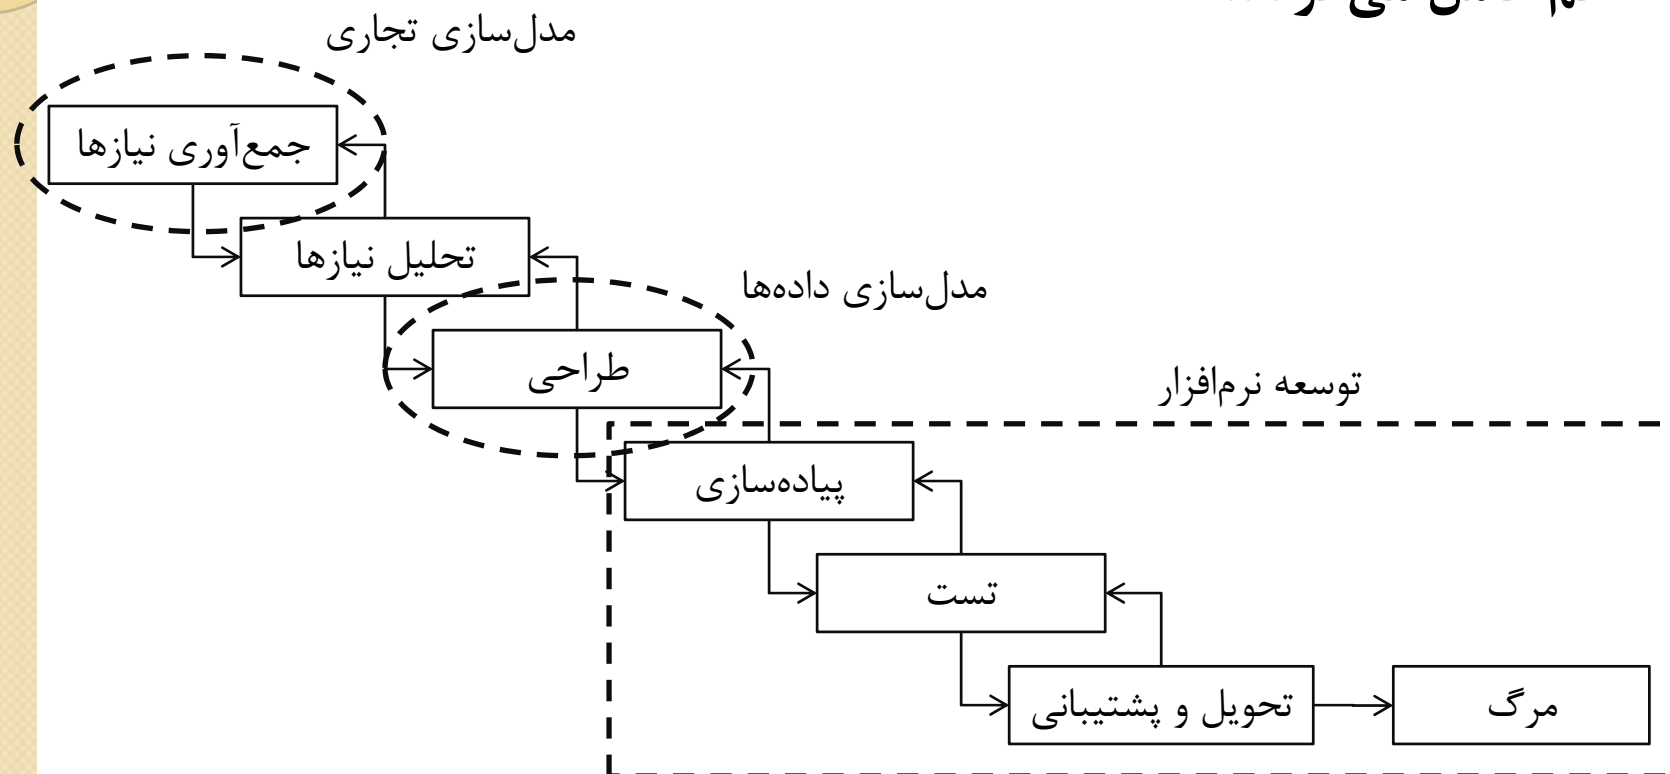 مدل‌سازی تجاری
جمع‌آوری نیازها
تحلیل نیازها
مدل‌سازی داده‌ها
طراحی
توسعه نرم‌افزار
پیاده‌سازی
تست
تحویل و پشتیبانی
مرگ